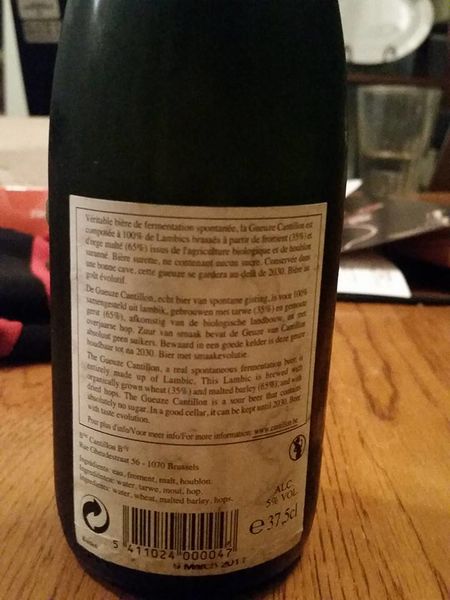 Véritable bière de fermentation spontanée, la Gueuze Cantillon est
composée à 100% de Lambics brassés à partir de froment (35%) et
d'orge malté (65%) issus de l'agriculture biologique et de houblon
suranné. Bière surette, ne contenant aucun sucre. Conservée dans
une bonne cave, cette gueuze se gardera au-delà de 2030. Bière au
goût évolutif.
De Gueuze Cantillon, echt bier van spontane gisting, is voor 100%
samengesteld uit lambik, gebrouwen met tarwe (35%) en gemoute
gerst (65%), afkomstig van de biologische landbouw, en met
overjaarse hop. Zuur van smaak bevat de Geuze van Cantillon
absoluut geen suikers. Bewaard in een goede kelder is deze geuze
houdbaar tot na 2030. Bier met smaakevolutie.
The Gueuze Cantillon, a real spontaneous fermentation beer, is
entirely made up of Lambic. This Lambic is brewed with
organically grown wheat (35%) and malted barley (65%), and with
dried hops. The Gueuze Cantillon is a sour beer that contains
absolutely no sugar. In a good cellar, it can be kept until 2030. Beer
with taste evolution.
Pour plus d'info/Voor meer info/For more information: www.cantillon.be
Cantillon
Rue Gheudestraat 56 - 1070 Brussels
Ingrédients: eau, froment, malt, houblon.
Ingrediënten: water, tarwe, mout, hop.
Ingredients: water, wheat, malted barley, hops.
ALC.
5% VOL.
e 37,5cl
5 411024 000047